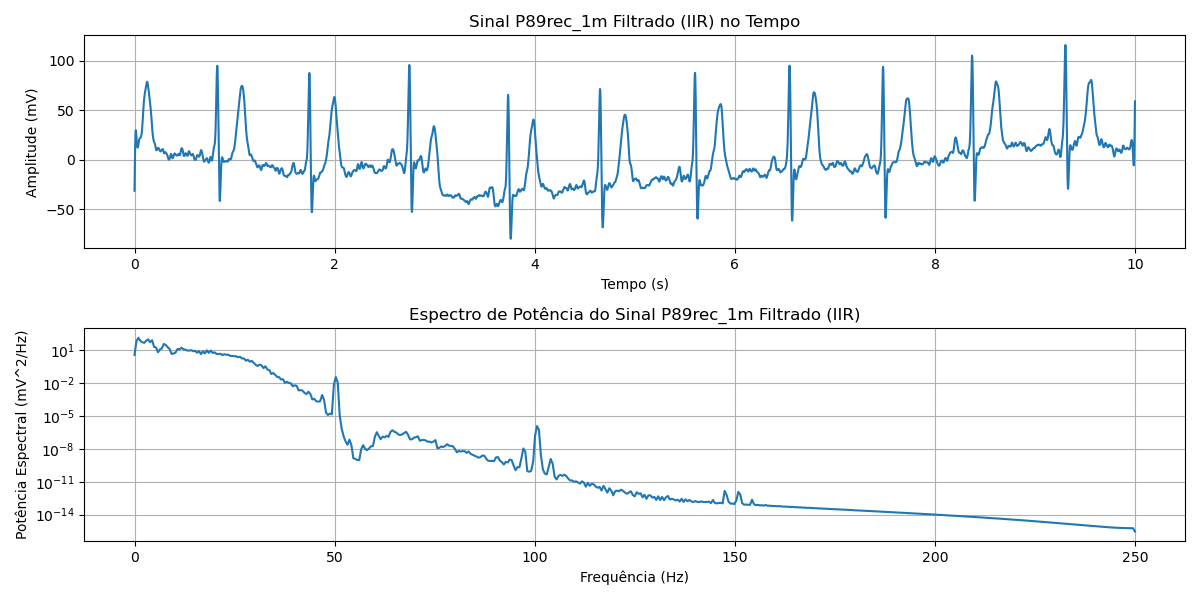 Sinal P89rec_1m Filtrado (IIR) no Tempo
Amplitude (mV)
100
50
0
−50
0 2 4 6 8 10
Tempo (s)
Espectro de Potência do Sinal P89rec_1m Filtrado (IIR)
Potência Espectral (mV^2/Hz)
10^1
10^−2
10^−5
10^−8
10^−11
10^−14
0 50 100 150 200 250
Frequência (Hz)